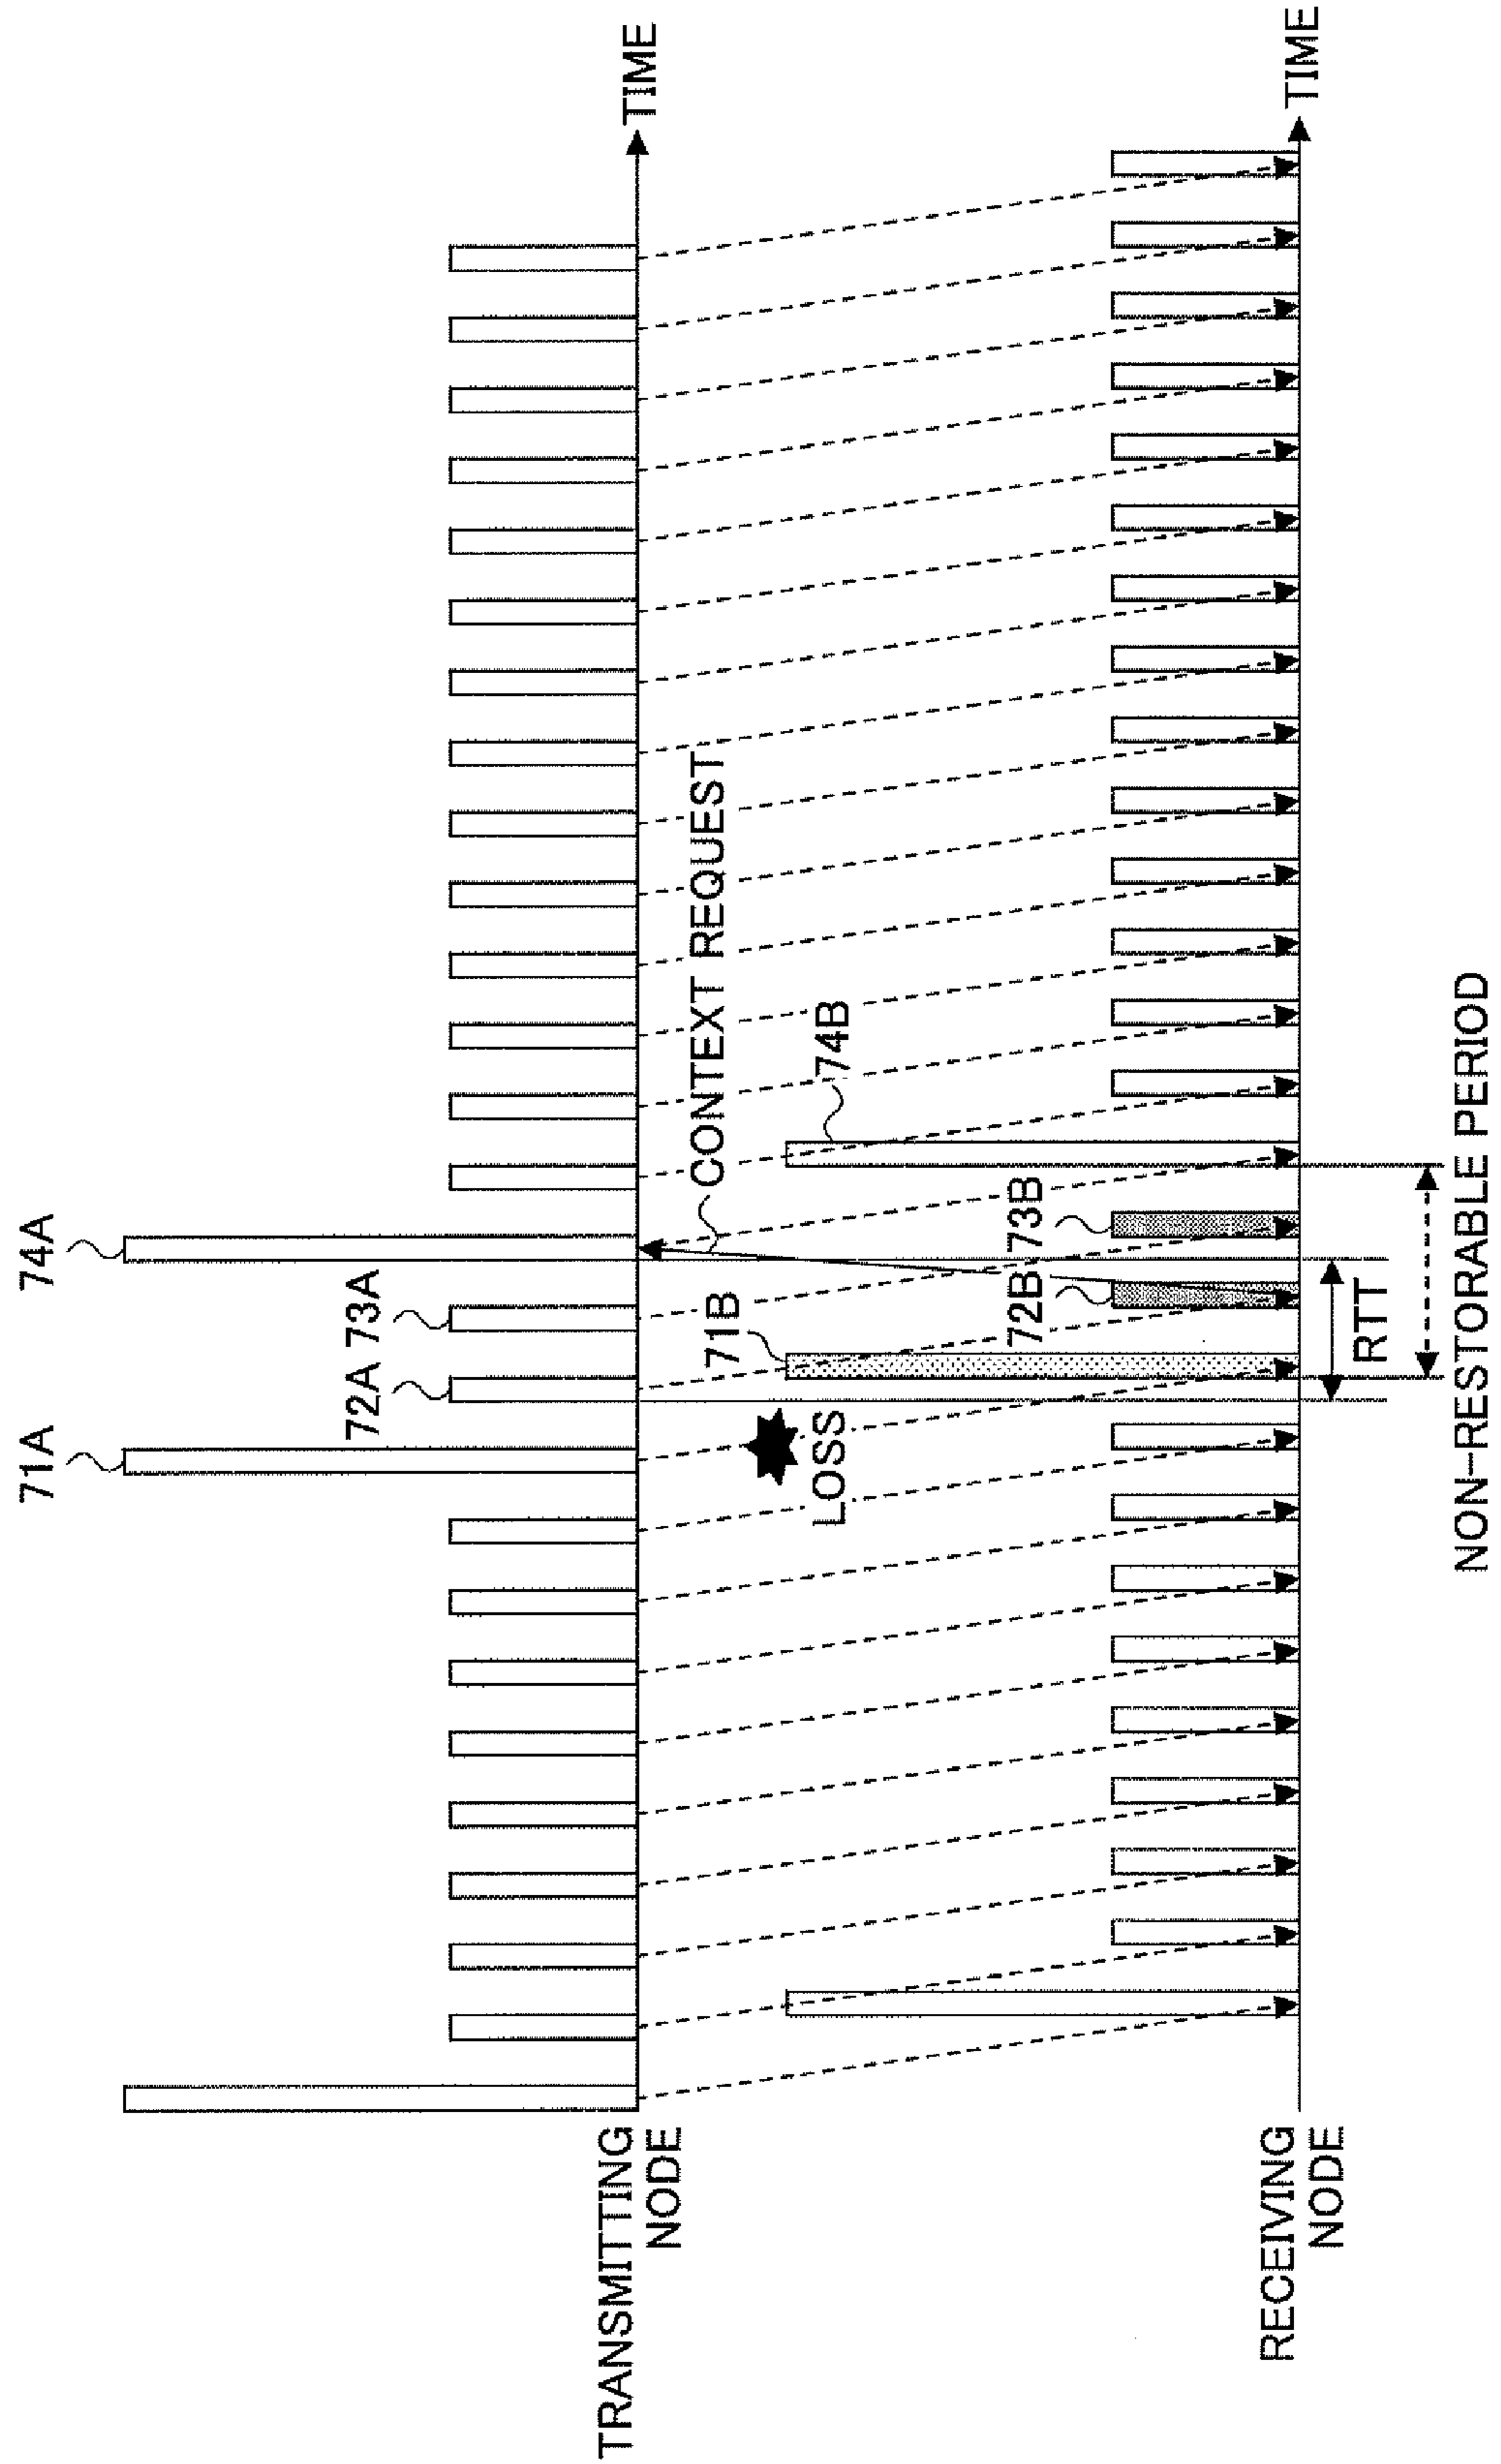 71A
74A
72A
73A
TRANSMITTING
NODE
TIME
CONTEXT REQUEST
LOSS
71B
74B
72B
73B
RECEIVING
NODE
TIME
RTT
NON-RESTORABLE PERIOD